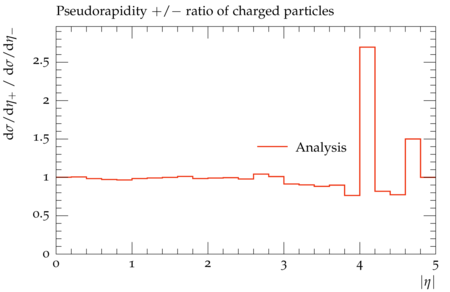 Pseudorapidity +/− ratio of charged particles
dσ/dη₊ / dσ/dη₋
2.5
2
1.5
1
0.5
0
Analysis
0 1 2 3 4 5
|η|